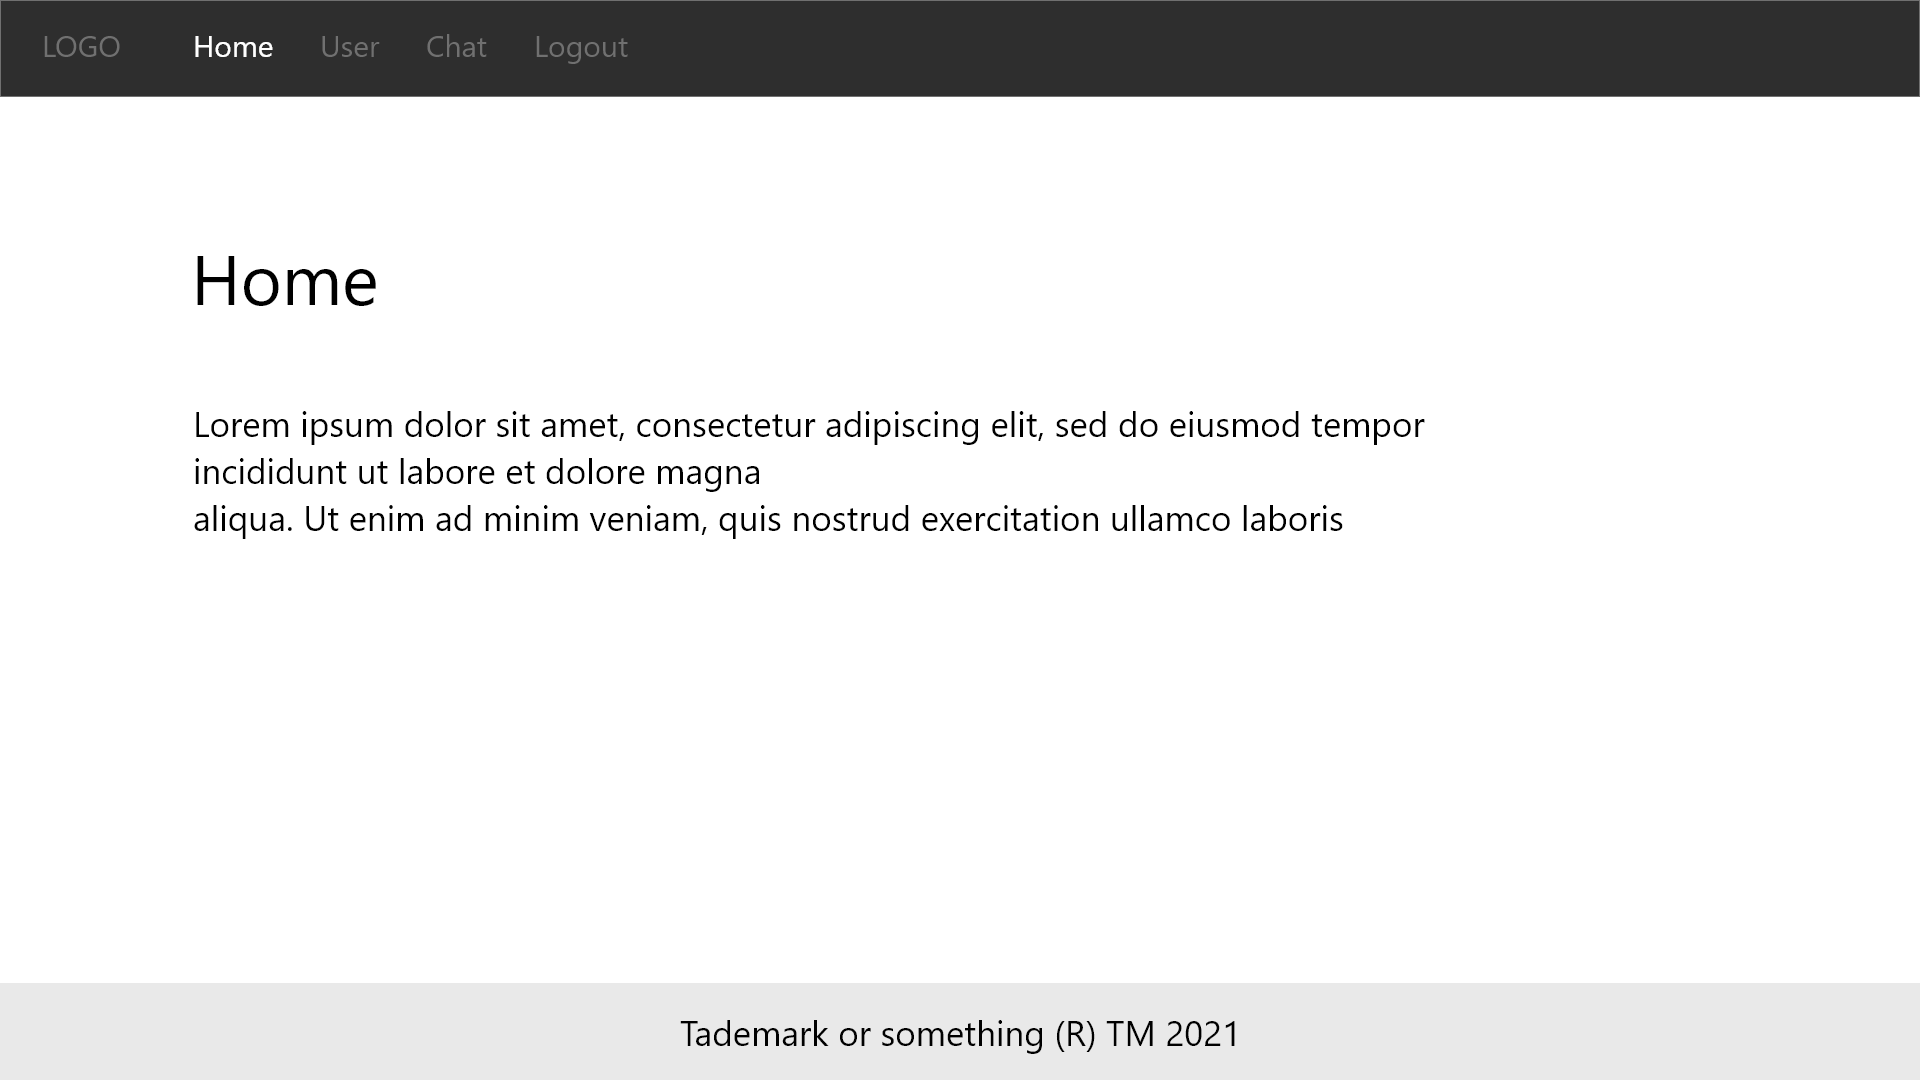 LOGO Home User Chat Logout
Home
Lorem ipsum dolor sit amet, consectetur adipiscing elit, sed do eiusmod tempor
incididunt ut labore et dolore magna
aliqua. Ut enim ad minim veniam, quis nostrud exercitation ullamco laboris
Tademark or something (R) TM 2021